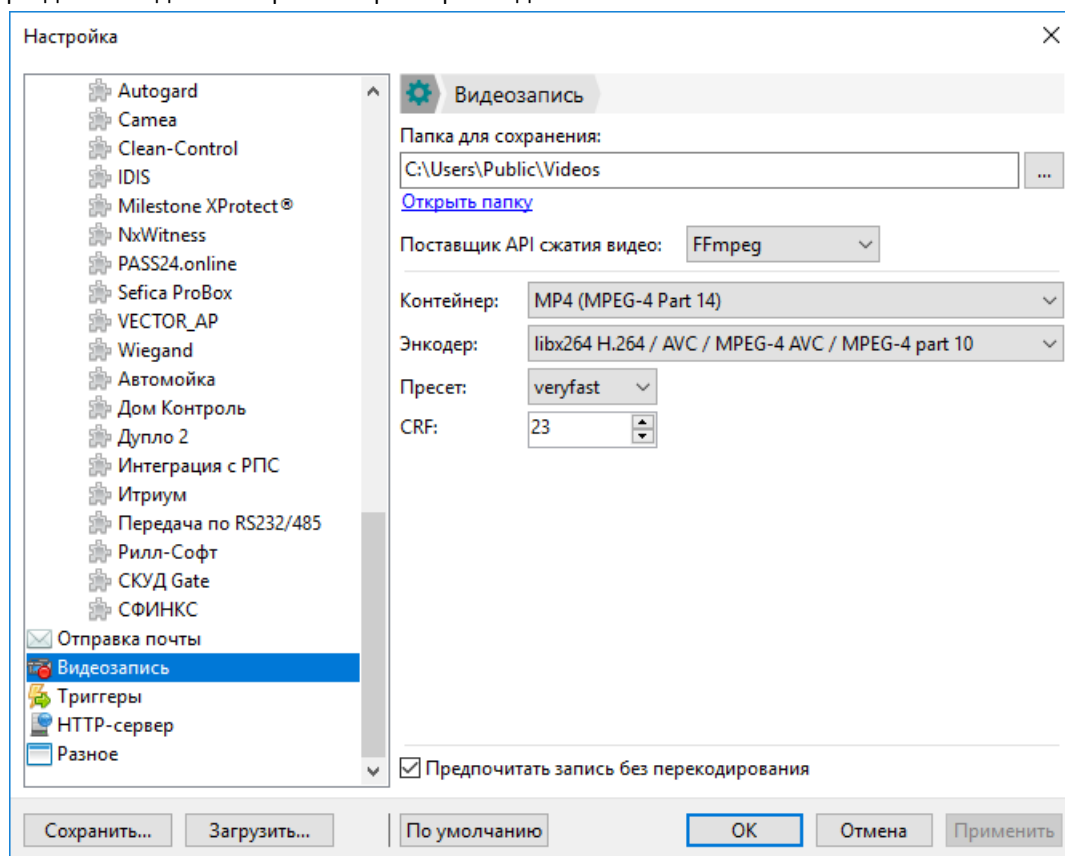 Настройка
Autogard
Camea
Clean-Control
IDIS
Milestone XProtect®
NxWitness
PASS24.online
Sefica ProBox
VECTOR_AP
Wiegand
Автомойка
Дом Контроль
Дупло 2
Интеграция с РПС
Итриум
Передача по RS232/485
Рилл-Софт
СКУД Gate
СФИНКС
Отправка почты
Видеозапись
Триггеры
HTTP-сервер
Разное
Видеозапись
Папка для сохранения:
C:\Users\Public\Videos
...
Открыть папку
Поставщик API сжатия видео: FFmpeg
Контейнер: MP4 (MPEG-4 Part 14)
Энкодер: libx264 H.264 / AVC / MPEG-4 AVC / MPEG-4 part 10
Пресет: veryfast
CRF: 23
Предпочитать запись без перекодирования
Сохранить... Загрузить... По умолчанию OK Отмена Применить